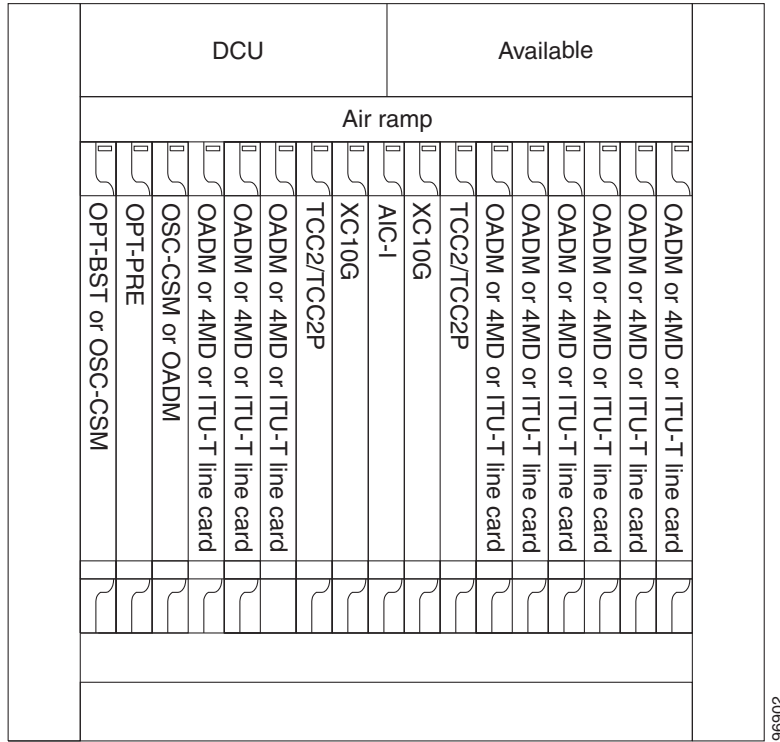 DCU
Available
Air ramp
OPT-BST or OSC-CSM
OPT-PRE
OSC-CSM or OADM
OADM or 4MD or ITU-T line card
OADM or 4MD or ITU-T line card
OADM or 4MD or ITU-T line card
TCC2/TCC2P
XC10G
AIC-I
XC10G
TCC2/TCC2P
OADM or 4MD or ITU-T line card
OADM or 4MD or ITU-T line card
OADM or 4MD or ITU-T line card
OADM or 4MD or ITU-T line card
OADM or 4MD or ITU-T line card
OADM or 4MD or ITU-T line card